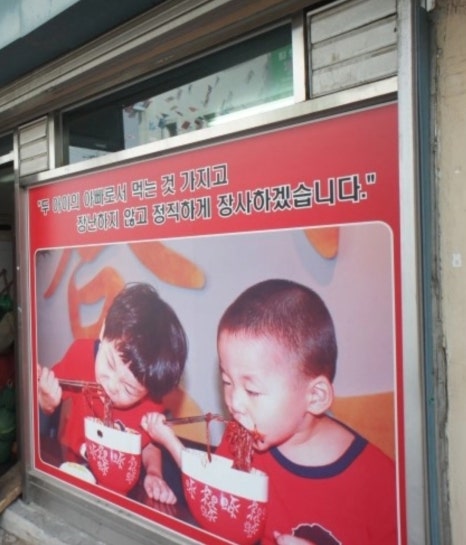 "두 아이의 아빠로서 먹는 것 가지고
장난하지 않고 정직하게 장사하겠습니다."